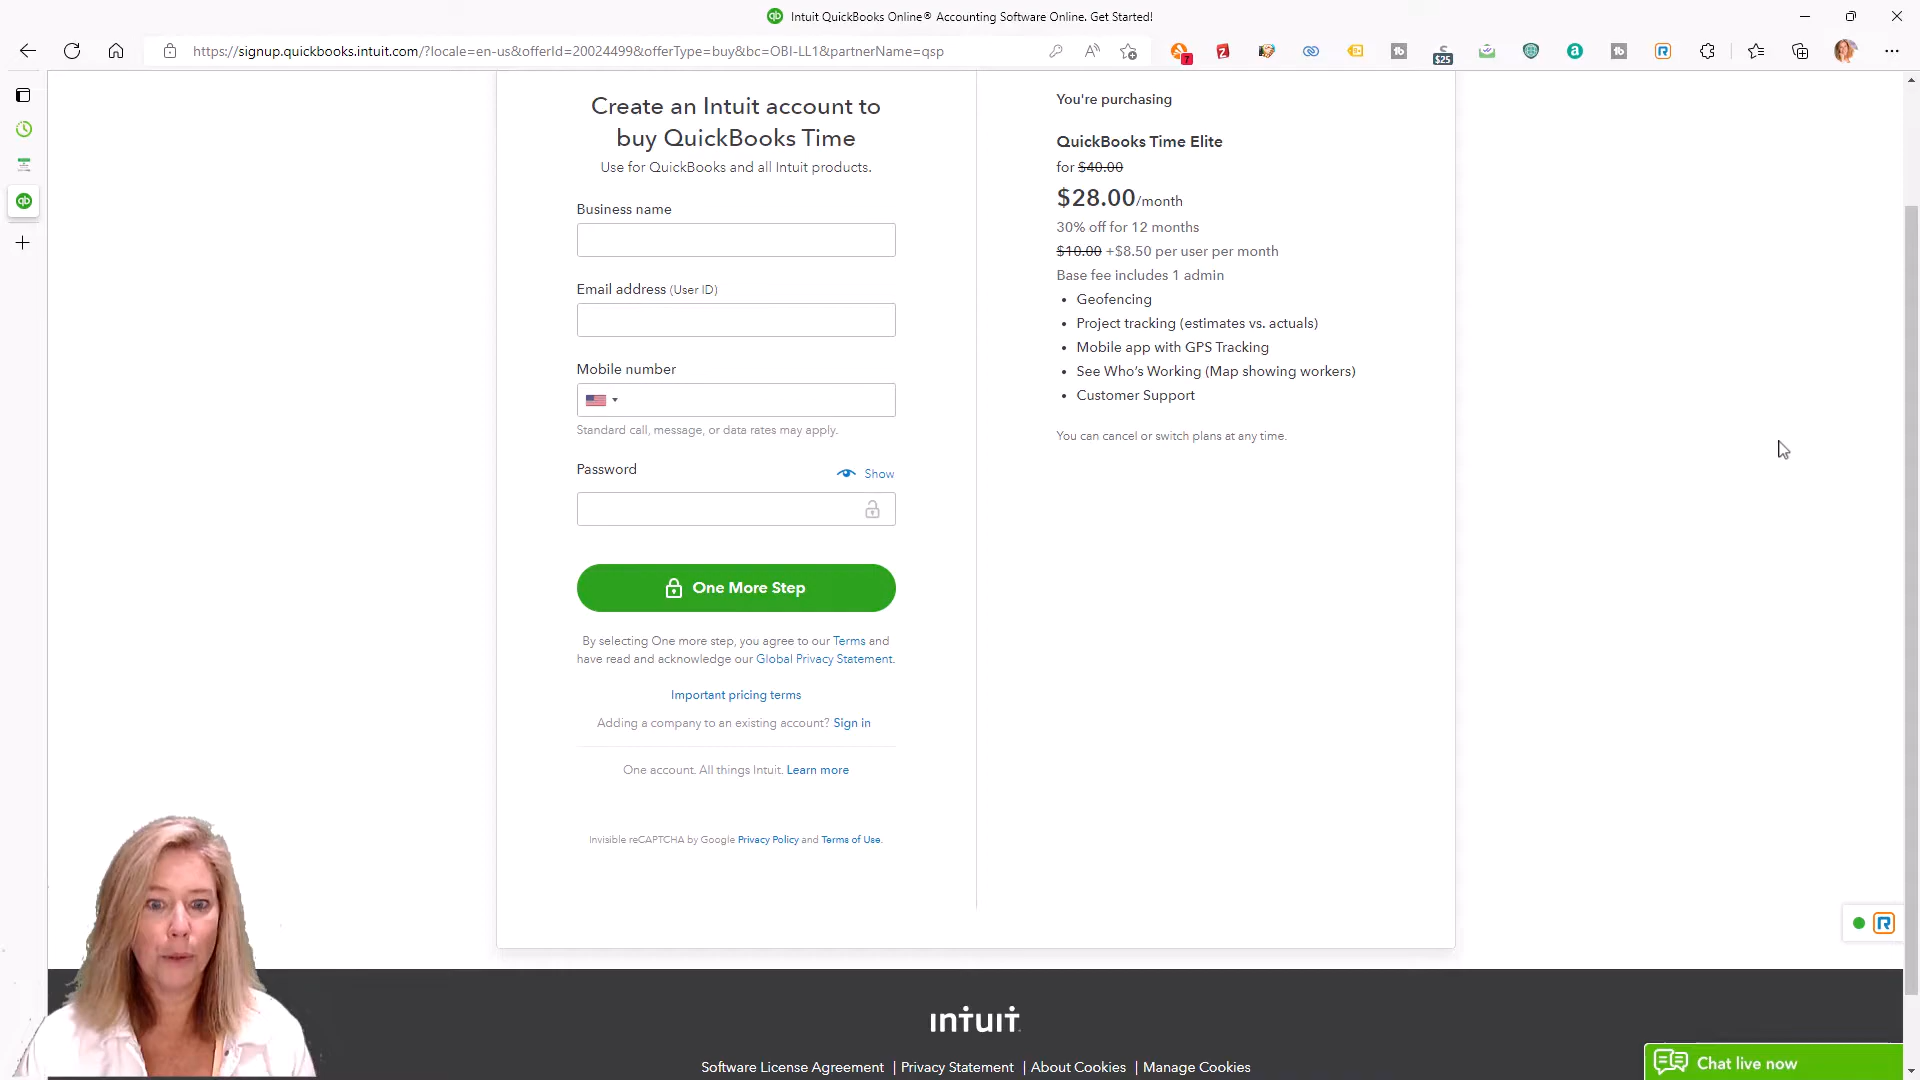 Intuit QuickBooks Online® Accounting Software Online. Get Started!
https://signup.quickbooks.intuit.com/?locale=en-us&offerId=20024499&offerType=buy&bc=OBI-LL1&partnerName=qsp
7
$25
Create an Intuit account to
buy QuickBooks Time
Use for QuickBooks and all Intuit products.
Business name
Email address (User ID)
Mobile number
Standard call, message, or data rates may apply.
Password
Show
One More Step
By selecting One more step, you agree to our Terms and
have read and acknowledge our Global Privacy Statement.
Important pricing terms
Adding a company to an existing account? Sign in
One account. All things Intuit. Learn more
Invisible reCAPTCHA by Google Privacy Policy and Terms of Use.
You're purchasing
QuickBooks Time Elite
for $40.00
$28.00/month
30% off for 12 months
$10.00 +$8.50 per user per month
Base fee includes 1 admin
• Geofencing
• Project tracking (estimates vs. actuals)
• Mobile app with GPS Tracking
• See Who's Working (Map showing workers)
• Customer Support
You can cancel or switch plans at any time.
qb
R
INTUIT
Software License Agreement | Privacy Statement | About Cookies | Manage Cookies
Chat live now